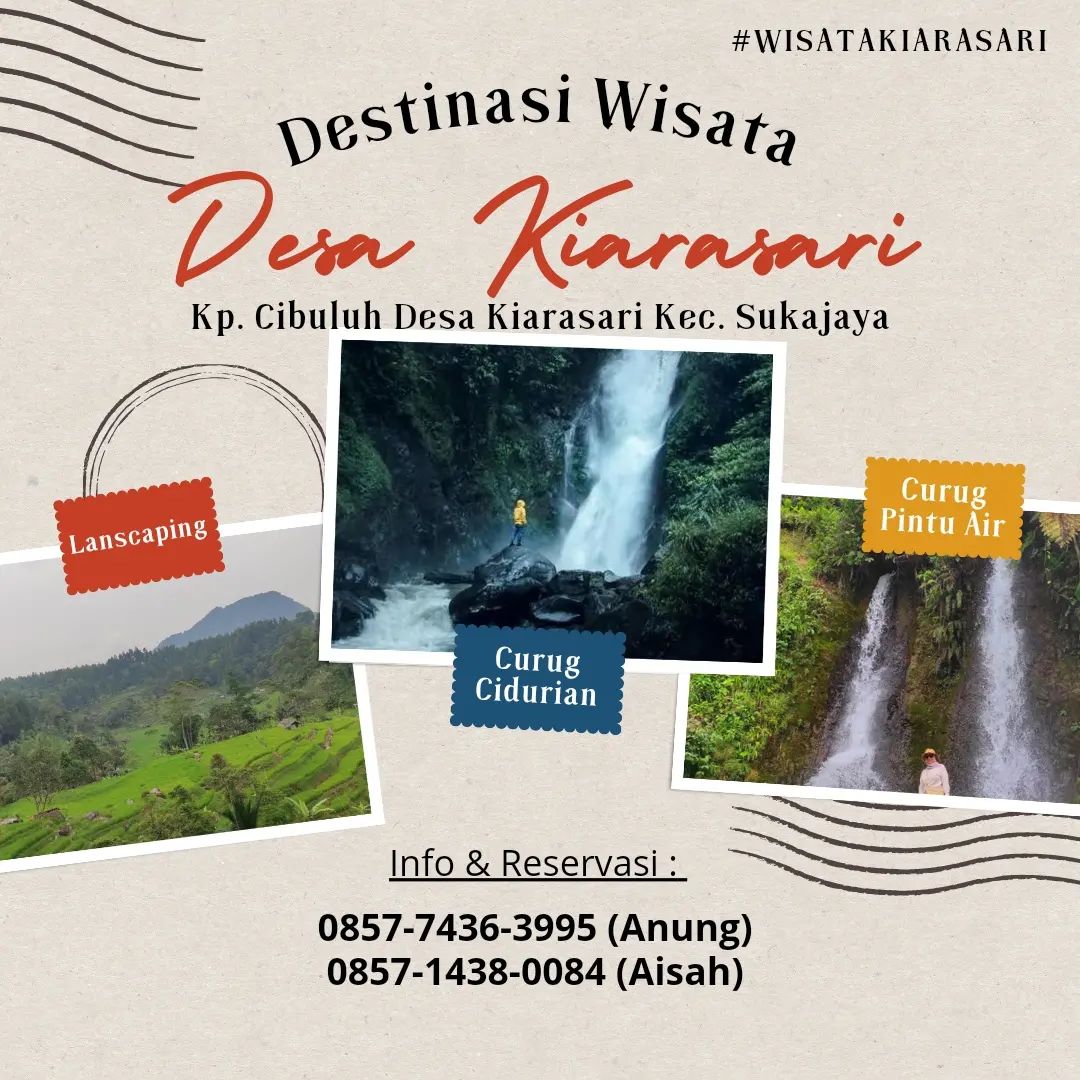 #WISATAKIARASARI
Destinasi Wisata
Desa Kiarasari
Kp. Cibuluh Desa Kiarasari Kec. Sukajaya
Lanscaping
Curug
Cidurian
Curug
Pintu Air
Info & Reservasi :
0857-7436-3995 (Anung)
0857-1438-0084 (Aisah)